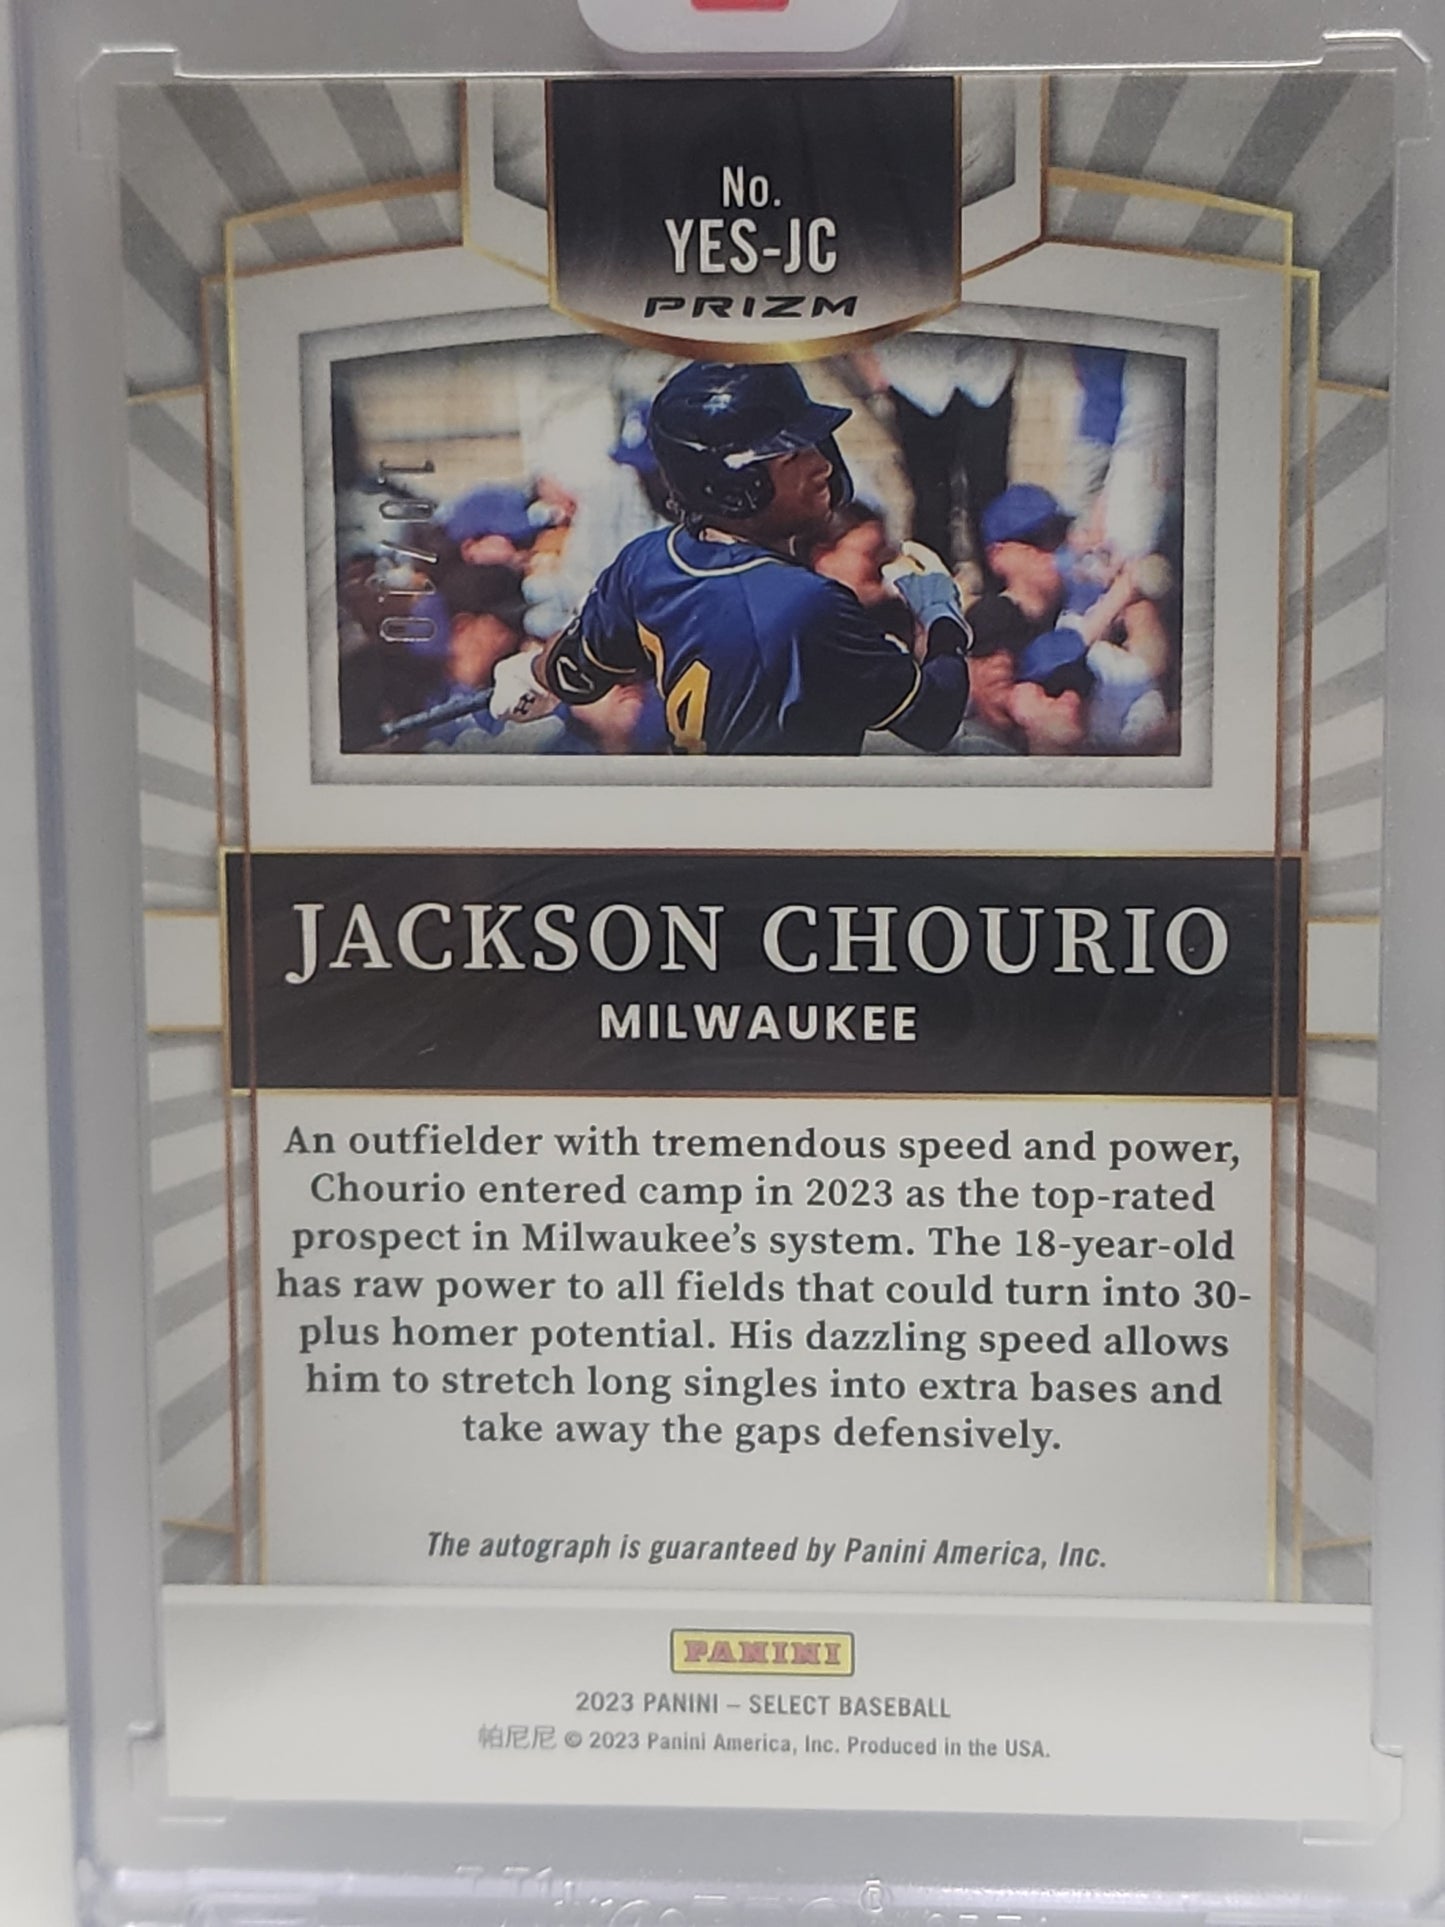 No.
YES-JC
PRIZM
4
JACKSON CHOURIO
MILWAUKEE
An outfielder with tremendous speed and power,
Chourio entered camp in 2023 as the top-rated
prospect in Milwaukee's system. The 18-year-old
has raw power to all fields that could turn into 30-
plus homer potential. His dazzling speed allows
him to stretch long singles into extra bases and
take away the gaps defensively.
The autograph is guaranteed by Panini America, Inc.
PANINI
2023 PANINI – SELECT BASEBALL
帕尼尼 © 2023 Panini America, Inc. Produced in the USA.